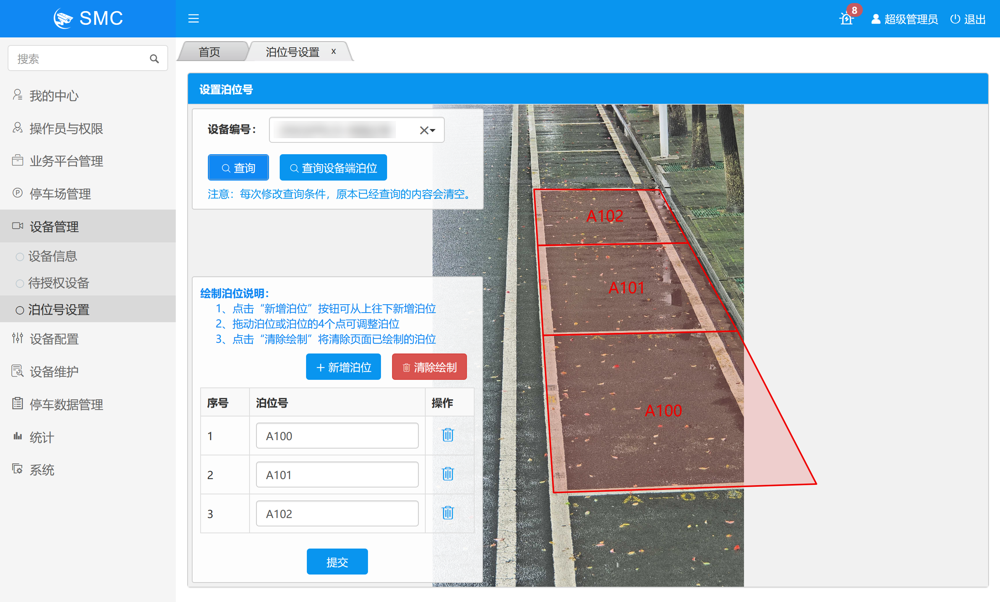 SMC
8
超级管理员
退出
搜索
首页
泊位号设置
x
我的中心
操作员与权限
业务平台管理
停车场管理
设备管理
设备信息
待授权设备
泊位号设置
设备配置
设备维护
停车数据管理
统计
系统
设置泊位号
设备编号：
查询
查询设备端泊位
注意：每次修改查询条件，原本已经查询的内容会清空。
绘制泊位说明：
1、点击“新增泊位”按钮可从上往下新增泊位
2、拖动泊位或泊位的4个点可调整泊位
3、点击“清除绘制”将清除页面已绘制的泊位
新增泊位
清除绘制
序号 泊位号 操作
1 A100
2 A101
3 A102
提交
A102
A101
A100